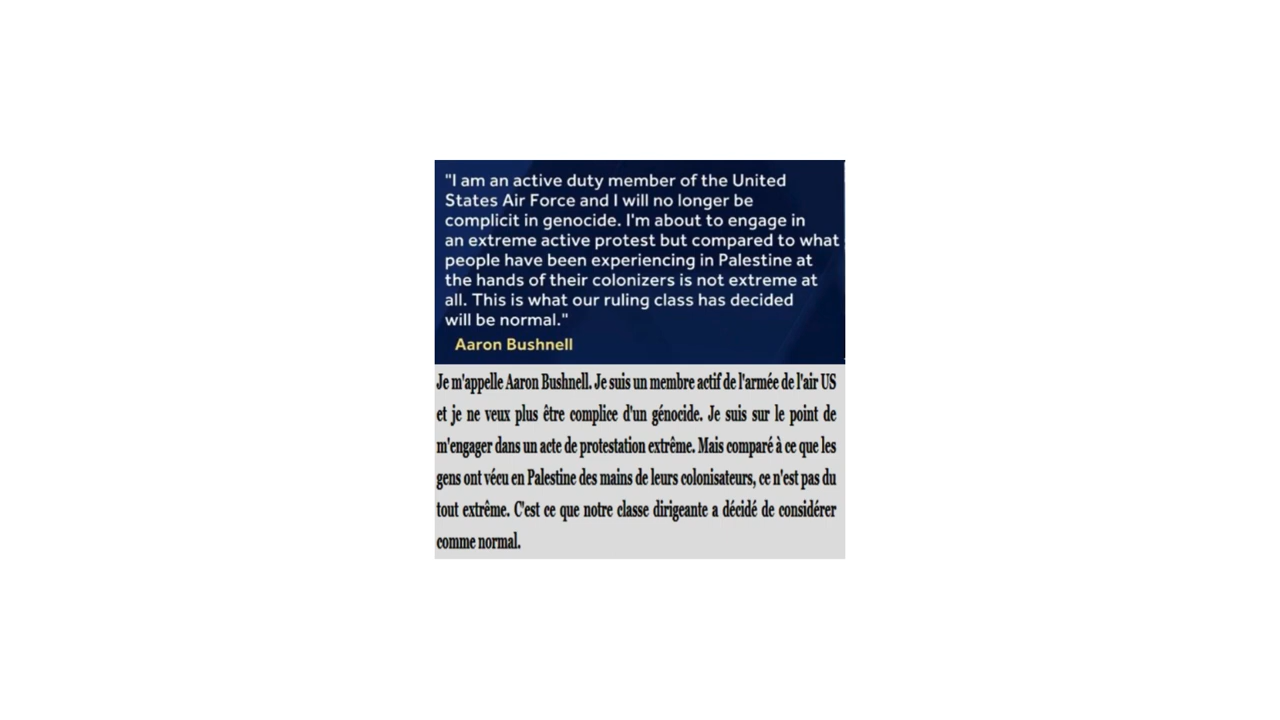 "I am an active duty member of the United
States Air Force and I will no longer be
complicit in genocide. I'm about to engage in
an extreme active protest but compared to what
people have been experiencing in Palestine at
the hands of their colonizers is not extreme at
all. This is what our ruling class has decided
will be normal."
Aaron Bushnell
Je m'appelle Aaron Bushnell. Je suis un membre actif de l'armée de l'air US
et je ne veux plus être complice d'un génocide. Je suis sur le point de
m'engager dans un acte de protestation extrême. Mais comparé à ce que les
gens ont vécu en Palestine des mains de leurs colonisateurs, ce n'est pas du
tout extrême. C'est ce que notre classe dirigeante a décidé de considérer
comme normal.